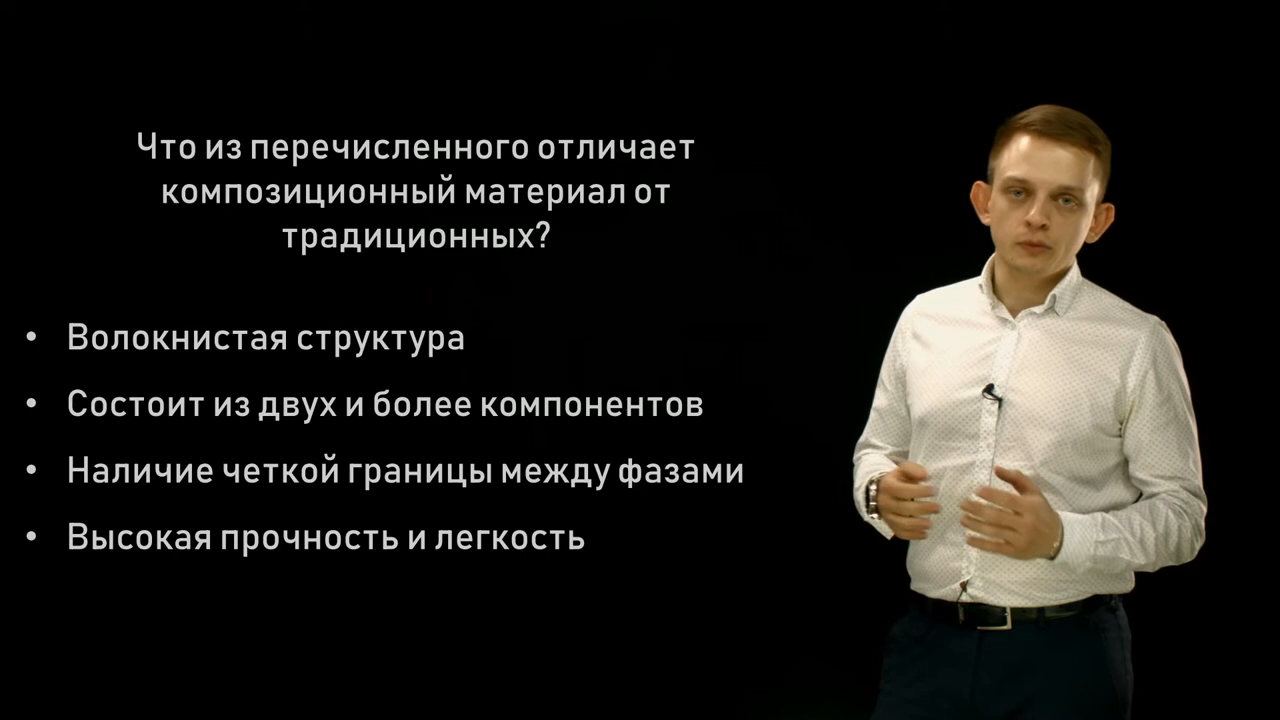 Что из перечисленного отличает
композиционный материал от
традиционных?
• Волокнистая структура
• Состоит из двух и более компонентов
• Наличие четкой границы между фазами
• Высокая прочность и легкость